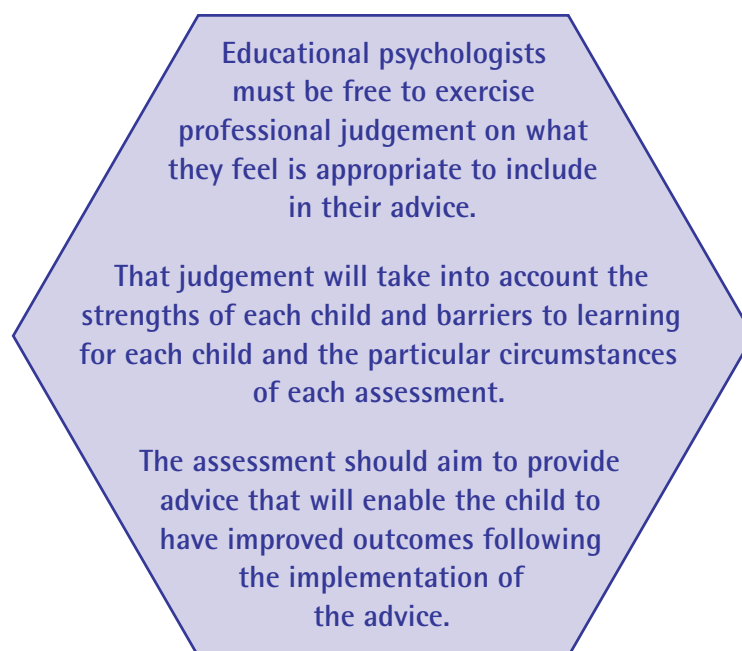 Educational psychologists
must be free to exercise
professional judgement on what
they feel is appropriate to include
in their advice.
That judgement will take into account the
strengths of each child and barriers to learning
for each child and the particular circumstances
of each assessment.
The assessment should aim to provide
advice that will enable the child to
have improved outcomes following
the implementation of
the advice.